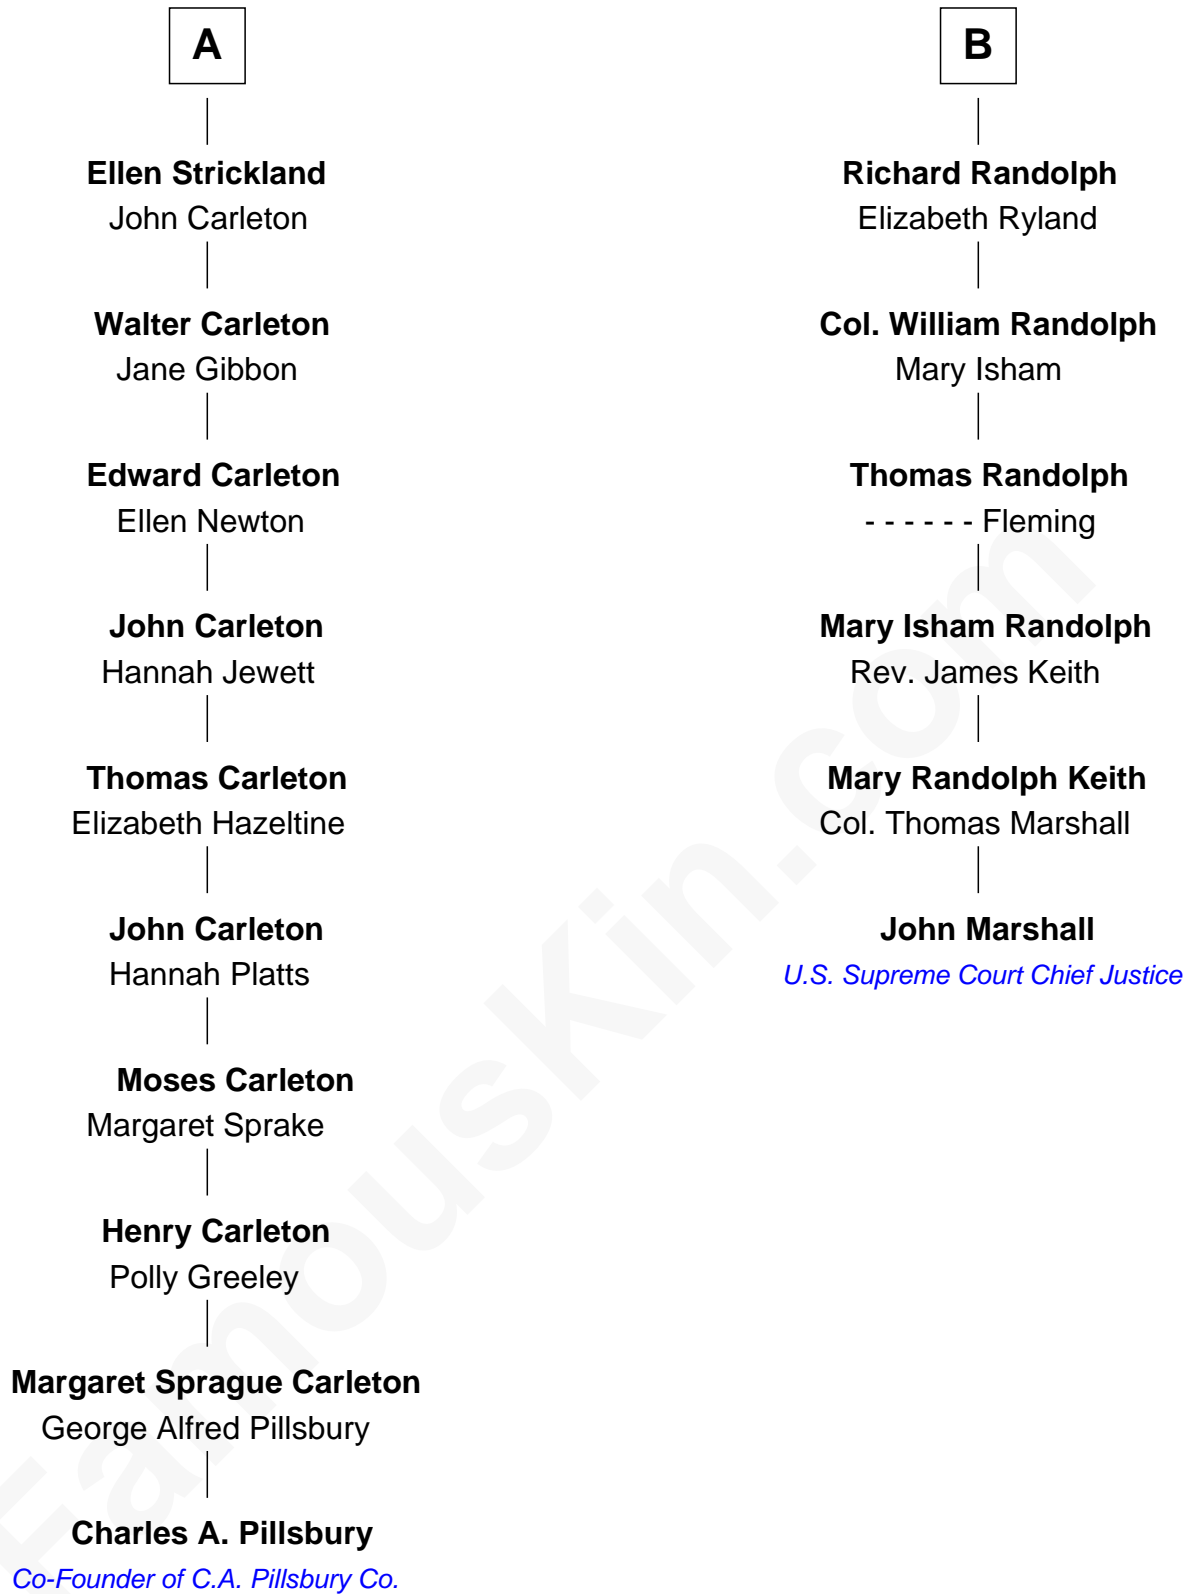 A
Ellen Strickland
John Carleton
Walter Carleton
Jane Gibbon
Edward Carleton
Ellen Newton
John Carleton
Hannah Jewett
Thomas Carleton
Elizabeth Hazeltine
John Carleton
Hannah Platts
Moses Carleton
Margaret Sprake
Henry Carleton
Polly Greeley
Margaret Sprague Carleton
George Alfred Pillsbury
Charles A. Pillsbury
Co-Founder of C.A. Pillsbury Co.
B
Richard Randolph
Elizabeth Ryland
Col. William Randolph
Mary Isham
Thomas Randolph
- - - - - - Fleming
Mary Isham Randolph
Rev. James Keith
Mary Randolph Keith
Col. Thomas Marshall
John Marshall
U.S. Supreme Court Chief Justice
FamousKin.com